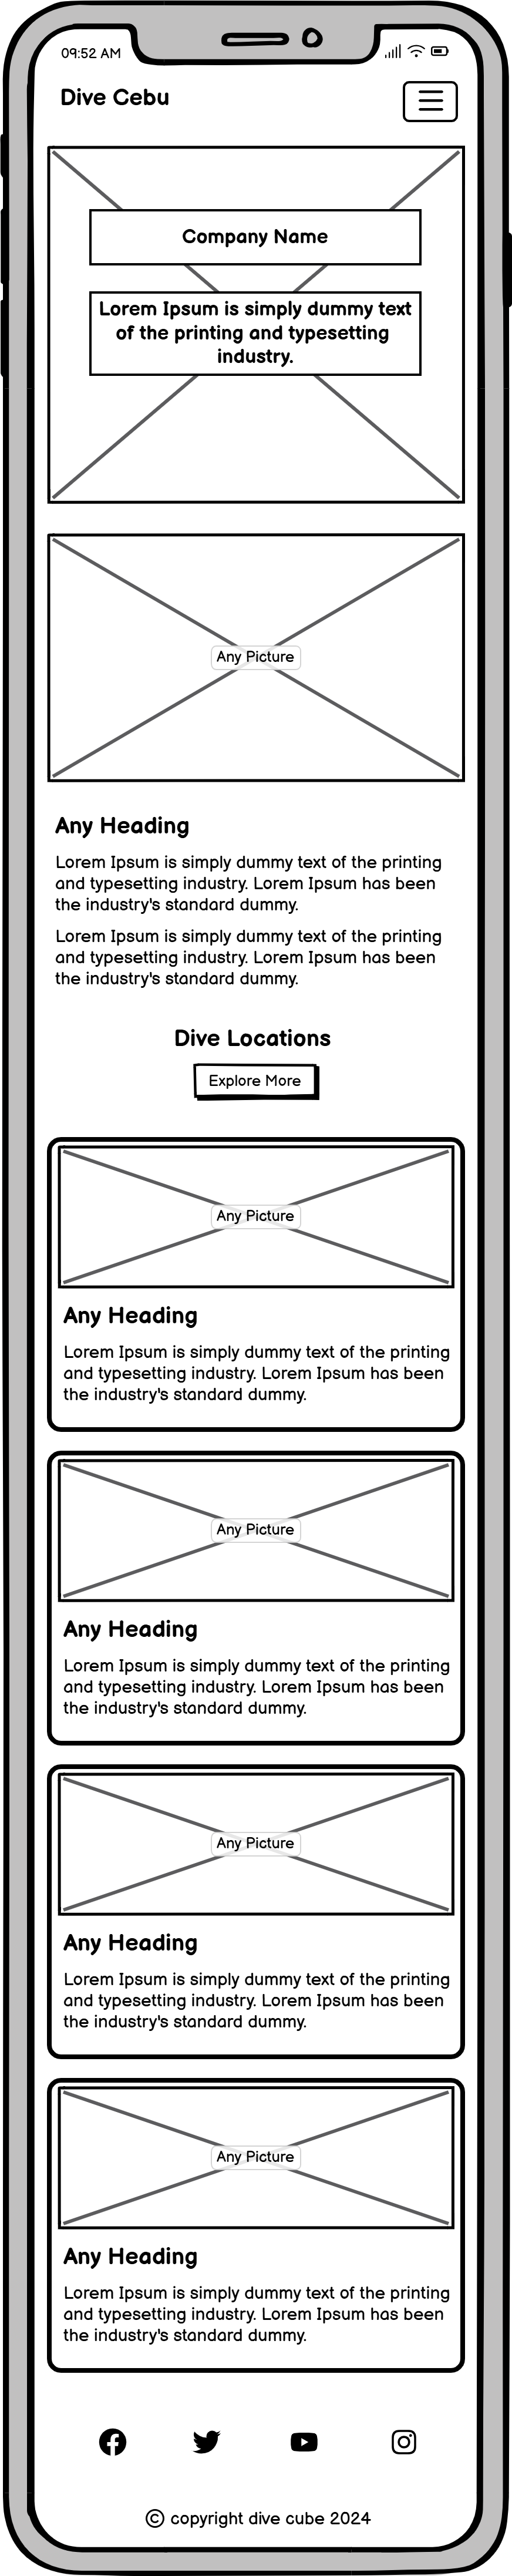 09:52 AM
Dive Cebu
Company Name
Lorem Ipsum is simply dummy text
of the printing and typesetting
industry.
Any Picture
Any Heading
Lorem Ipsum is simply dummy text of the printing
and typesetting industry. Lorem Ipsum has been
the industry's standard dummy.
Lorem Ipsum is simply dummy text of the printing
and typesetting industry. Lorem Ipsum has been
the industry's standard dummy.
Dive Locations
Explore More
Any Picture
Any Heading
Lorem Ipsum is simply dummy text of the printing
and typesetting industry. Lorem Ipsum has been
the industry's standard dummy.
Any Picture
Any Heading
Lorem Ipsum is simply dummy text of the printing
and typesetting industry. Lorem Ipsum has been
the industry's standard dummy.
Any Picture
Any Heading
Lorem Ipsum is simply dummy text of the printing
and typesetting industry. Lorem Ipsum has been
the industry's standard dummy.
Any Picture
Any Heading
Lorem Ipsum is simply dummy text of the printing
and typesetting industry. Lorem Ipsum has been
the industry's standard dummy.
© copyright dive cube 2024